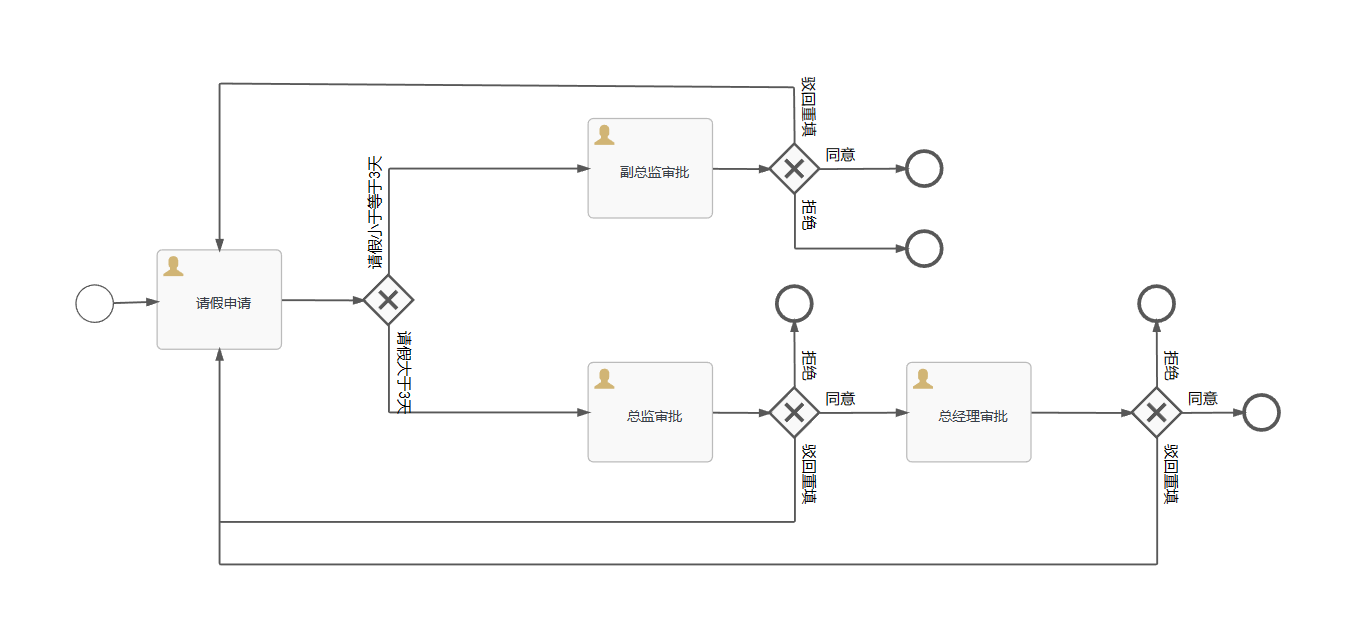 驳回重填
同意
副总监审批
拒绝
请假小于等于3天
请假申请
请假大于3天
拒绝
拒绝
同意
同意
总监审批
总经理审批
驳回重填
驳回重填